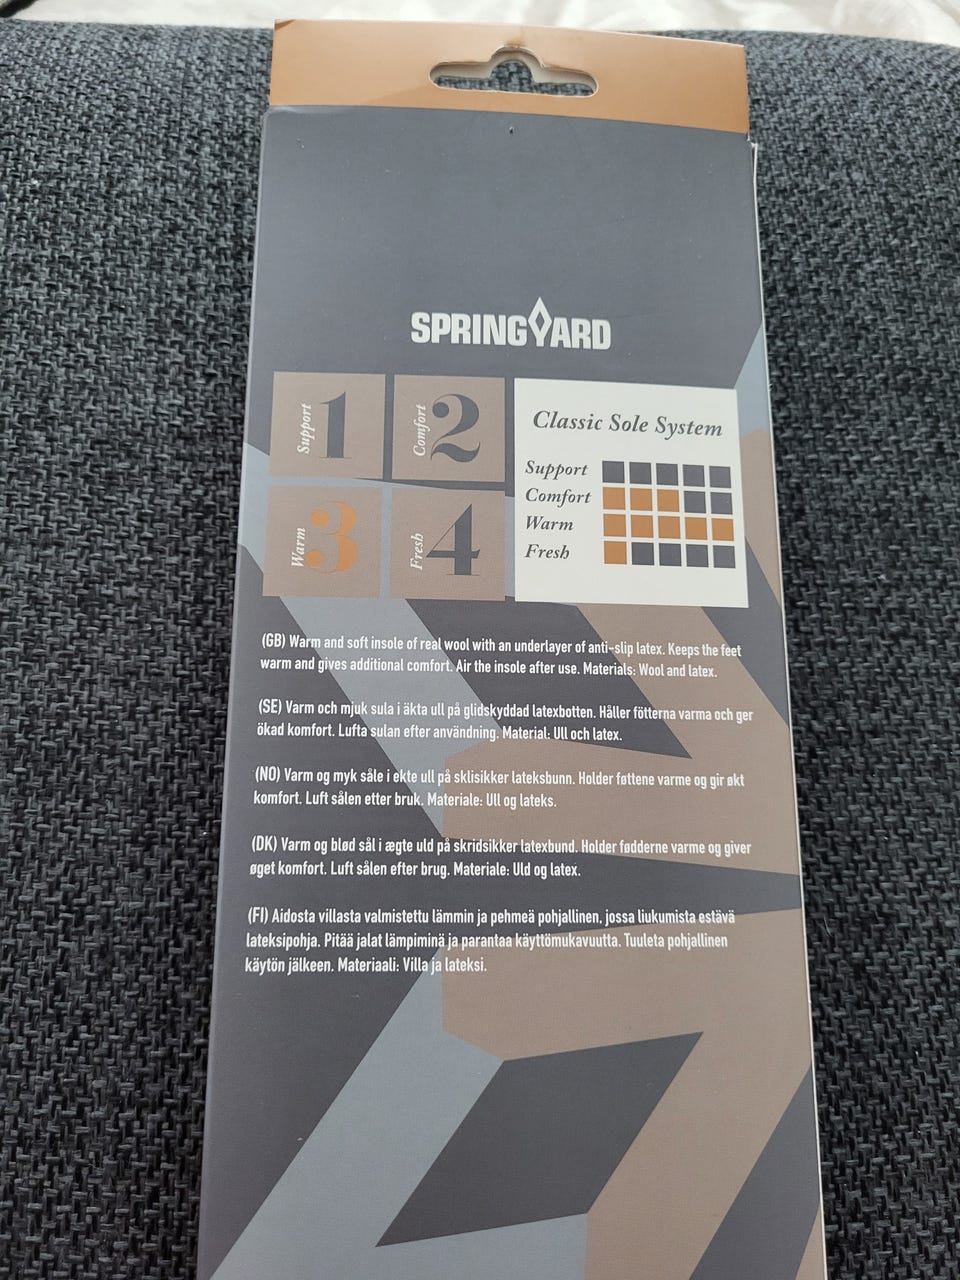 SPRINGYARD
Support 1
Comfort 2
Warm 3
Fresh 4
Classic Sole System
Support
Comfort
Warm
Fresh
(GB) Warm and soft insole of real wool with an underlayer of anti-slip latex. Keeps the feet
warm and gives additional comfort. Air the insole after use. Materials: Wool and latex.
(SE) Varm och mjuk sula i äkta ull på glidskyddad latexbotten. Håller fötterna varma och ger
ökad komfort. Lufta sulan efter användning. Material: Ull och latex.
(NO) Varm og myk såle i ekte ull på sklisikker lateksbunn. Holder føttene varme og gir økt
komfort. Luft sålen etter bruk. Materiale: Ull og lateks.
(DK) Varm og blød sål i ægte uld på skridsikker latexbund. Holder fødderne varme og giver
øget komfort. Luft sålen efter brug. Materiale: Uld og latex.
(FI) Aidosta villasta valmistettu lämmin ja pehmeä pohjallinen, jossa liukumista estävä
lateksipohja. Pitää jalat lämpiminä ja parantaa käyttömukavuutta. Tuuleta pohjallinen
käytön jälkeen. Materiaali: Villa ja lateksi.